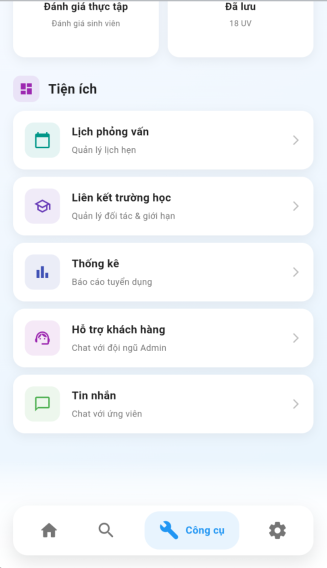 Đánh giá thực tập
Đánh giá sinh viên
Đã lưu
18 UV
Tiện ích
Lịch phỏng vấn
Quản lý lịch hẹn
Liên kết trường học
Quản lý đối tác & giới hạn
Thống kê
Báo cáo tuyển dụng
Hỗ trợ khách hàng
Chat với đội ngũ Admin
Tin nhắn
Chat với ứng viên
Công cụ